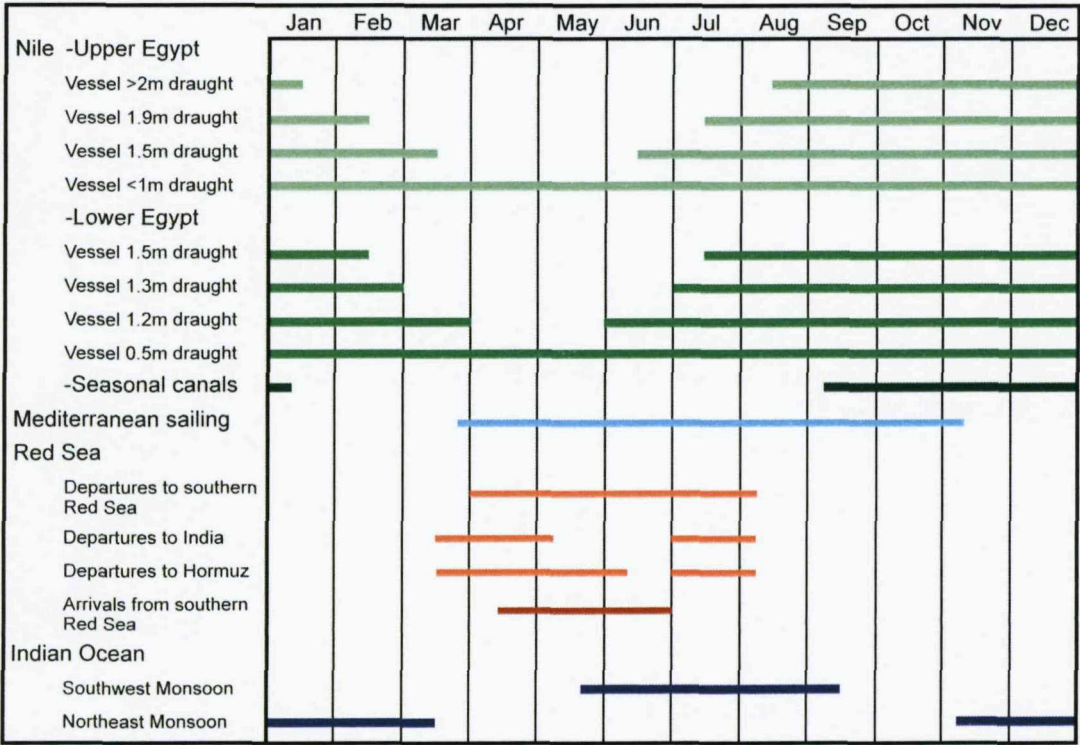 Jan Feb Mar Apr May Jun Jul Aug Sep Oct Nov Dec
Nile -Upper Egypt
Vessel >2m draught
Vessel 1.9m draught
Vessel 1.5m draught
Vessel <1m draught
-Lower Egypt
Vessel 1.5m draught
Vessel 1.3m draught
Vessel 1.2m draught
Vessel 0.5m draught
-Seasonal canals
Mediterranean sailing
Red Sea
Departures to southern
Red Sea
Departures to India
Departures to Hormuz
Arrivals from southern
Red Sea
Indian Ocean
Southwest Monsoon
Northeast Monsoon